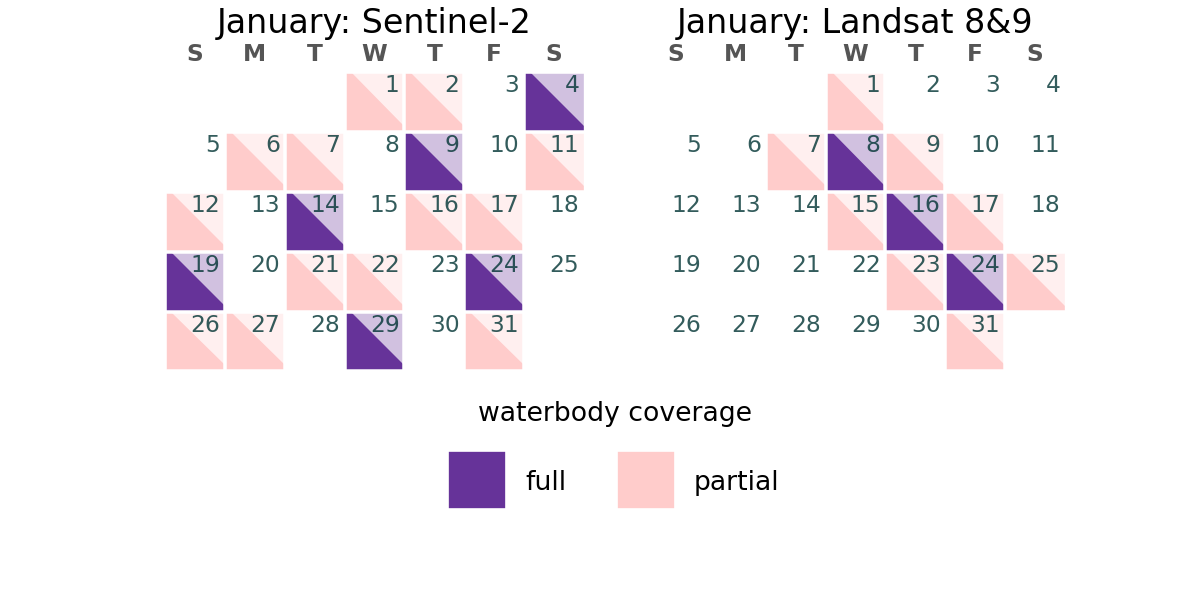 January: Sentinel-2
S M T W T F S
1 2 3 4
5 6 7 8 9 10 11
12 13 14 15 16 17 18
19 20 21 22 23 24 25
26 27 28 29 30 31
January: Landsat 8&9
S M T W T F S
1 2 3 4
5 6 7 8 9 10 11
12 13 14 15 16 17 18
19 20 21 22 23 24 25
26 27 28 29 30 31
waterbody coverage
full
partial